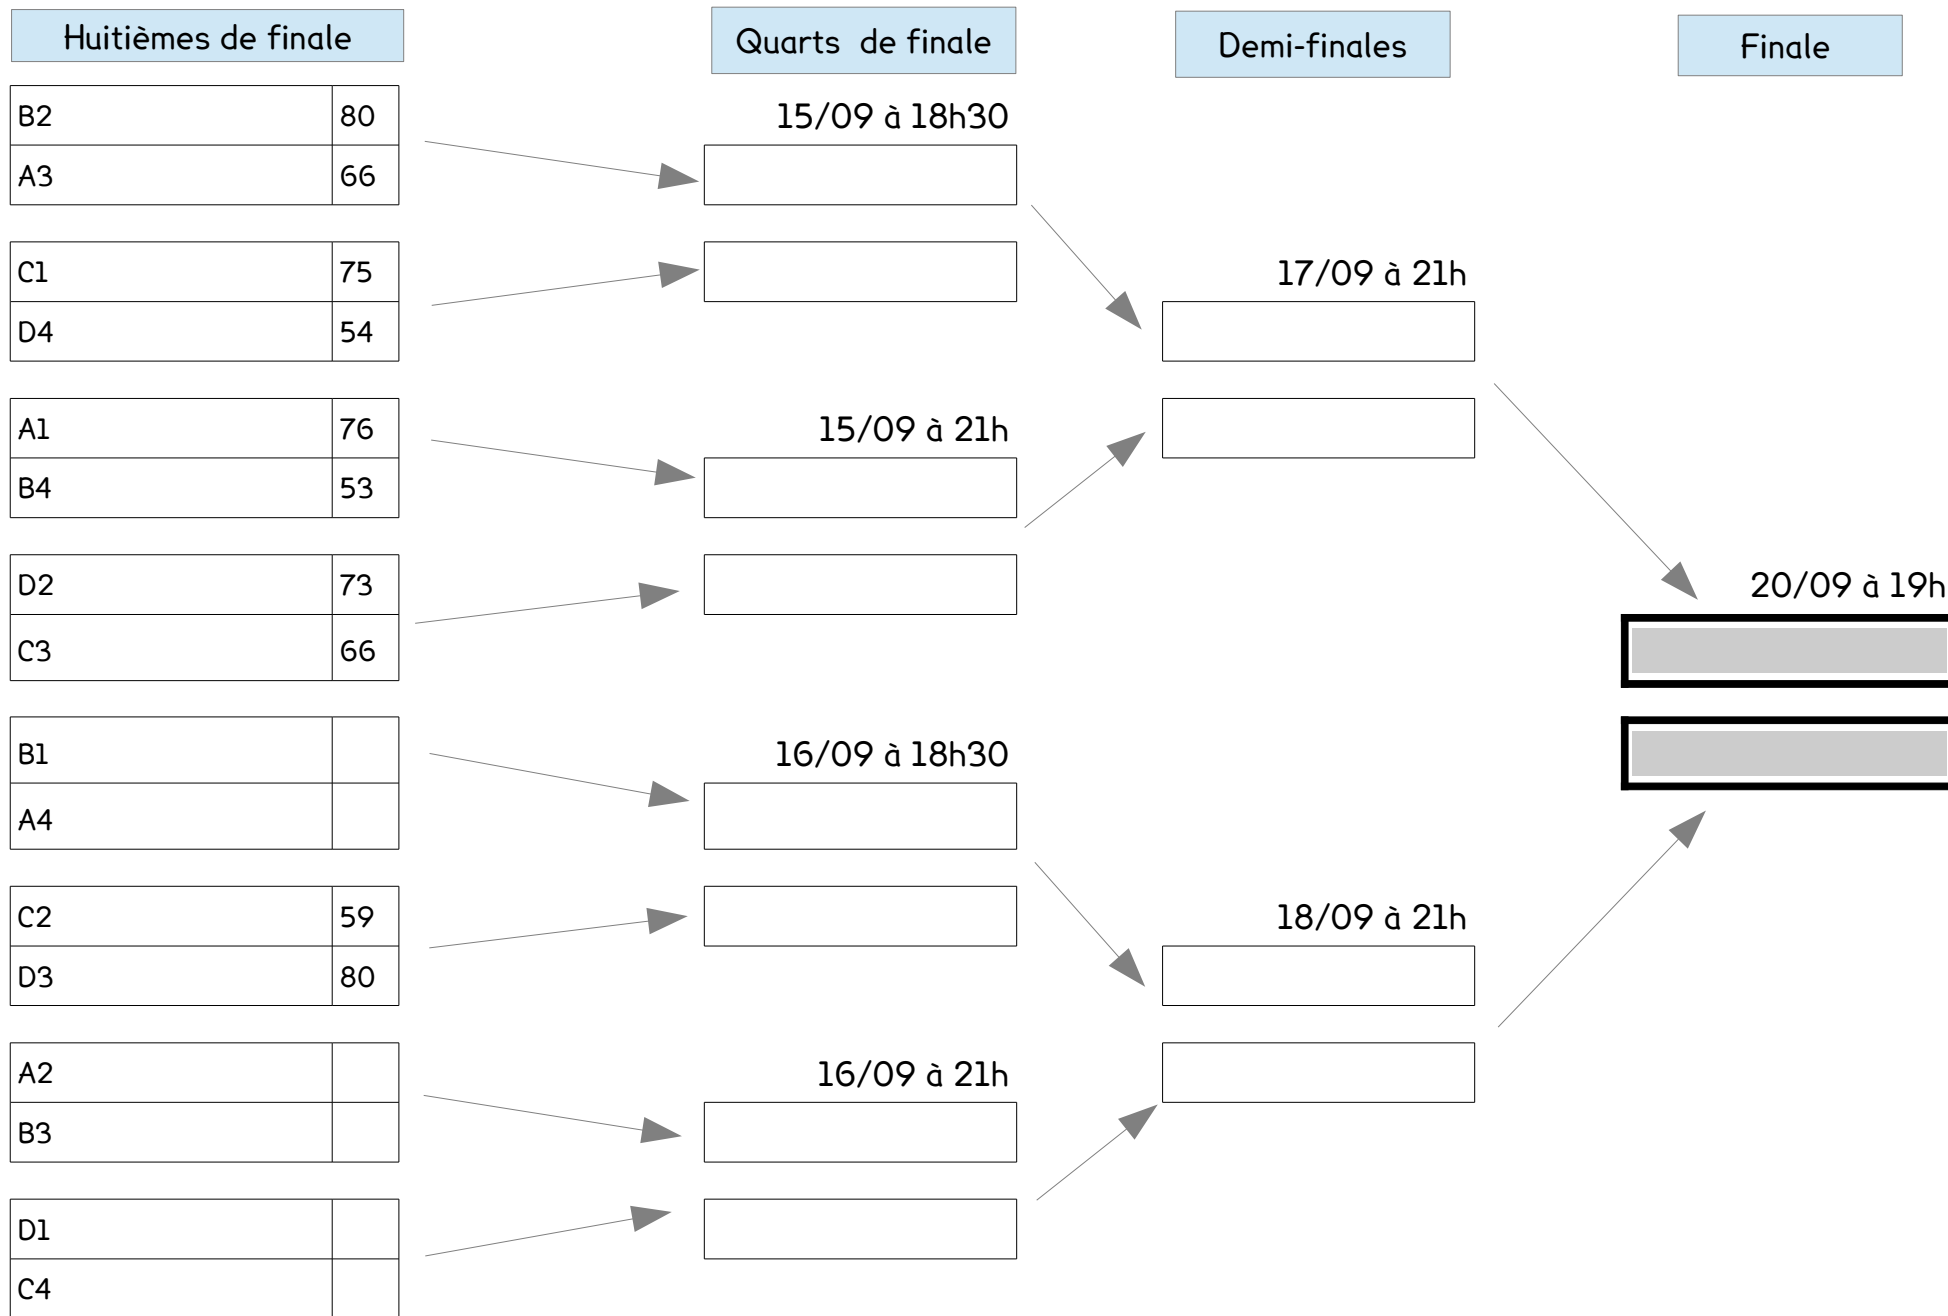 Huitièmes de finale
Quarts de finale
Demi-finales
Finale
B2 80
A3 66
C1 75
D4 54
A1 76
B4 53
D2 73
C3 66
B1
A4
C2 59
D3 80
A2
B3
D1
C4
15/09 à 18h30
15/09 à 21h
16/09 à 18h30
16/09 à 21h
17/09 à 21h
18/09 à 21h
20/09 à 19h